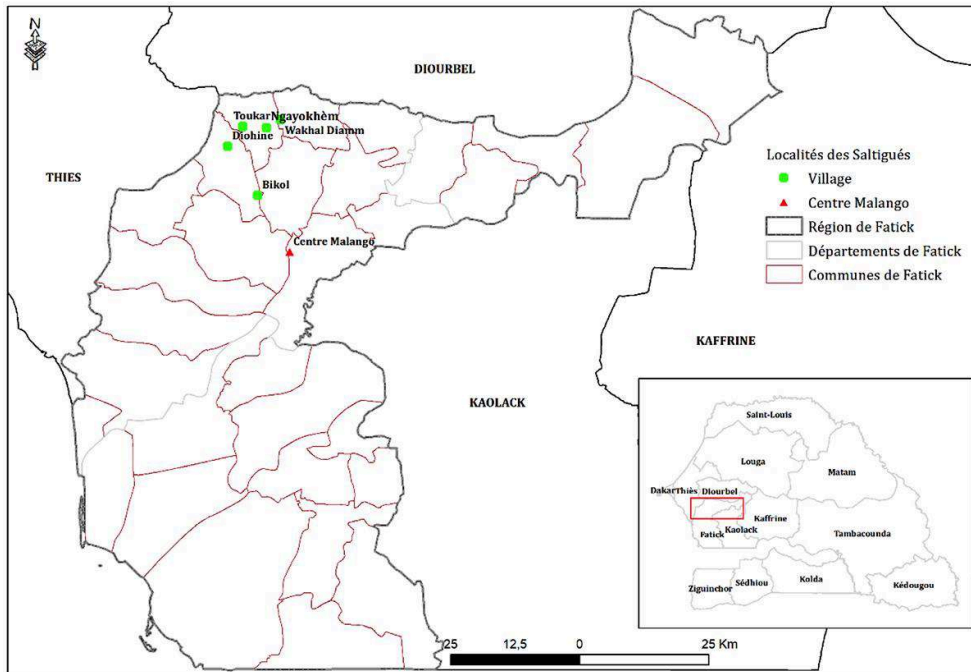 N
DIOURBEL
THIES
Toukar
Ngayokhèm
Wakhal Diamm
Diohine
Bikol
Centre Malango
Localités des Saltigués
Village
Centre Malango
Région de Fatick
Départements de Fatick
Communes de Fatick
KAFFRINE
KAOLACK
Saint-Louis
Louga
Matam
Dakar
Thiès
Diourbel
Kaffrine
Kaolack
Fatick
Tambacounda
Ziguinchor
Sédhiou
Kolda
Kédougou
25 12,5 0 25 Km